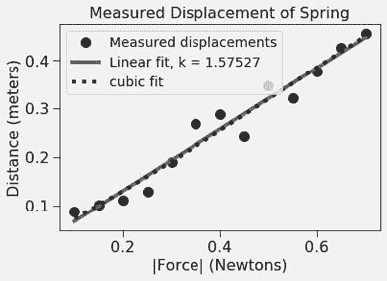 Measured Displacement of Spring
Measured displacements
Linear fit, k = 1.57527
cubic fit
Distance (meters)
0.4
0.3
0.2
0.1
0.2
0.4
0.6
|Force| (Newtons)